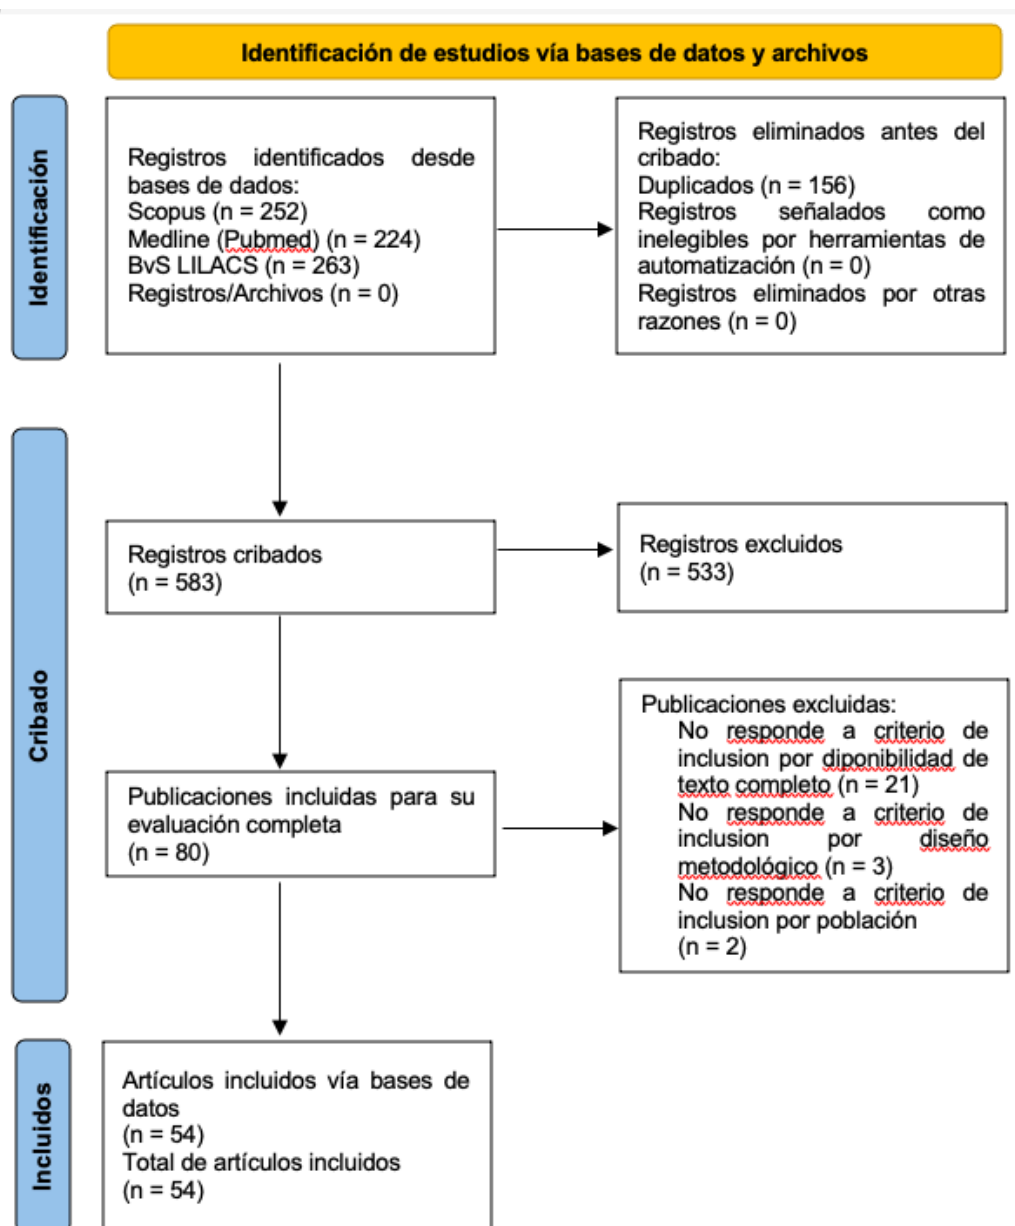 Identificación de estudios vía bases de datos y archivos
Identificación
Registros identificados desde
bases de dados:
Scopus (n = 252)
Medline (Pubmed) (n = 224)
BvS LILACS (n = 263)
Registros/Archivos (n = 0)
Registros eliminados antes del
cribado:
Duplicados (n = 156)
Registros señalados como
inelegibles por herramientas de
automatización (n = 0)
Registros eliminados por otras
razones (n = 0)
Cribado
Registros cribados
(n = 583)
Registros excluidos
(n = 533)
Publicaciones incluidas para su
evaluación completa
(n = 80)
Publicaciones excluidas:
No responde a criterio de
inclusion por diponibilidad de
texto completo (n = 21)
No responde a criterio de
inclusion por diseño
metodológico (n = 3)
No responde a criterio de
inclusion por población
(n = 2)
Incluidos
Artículos incluidos vía bases de
datos
(n = 54)
Total de artículos incluidos
(n = 54)